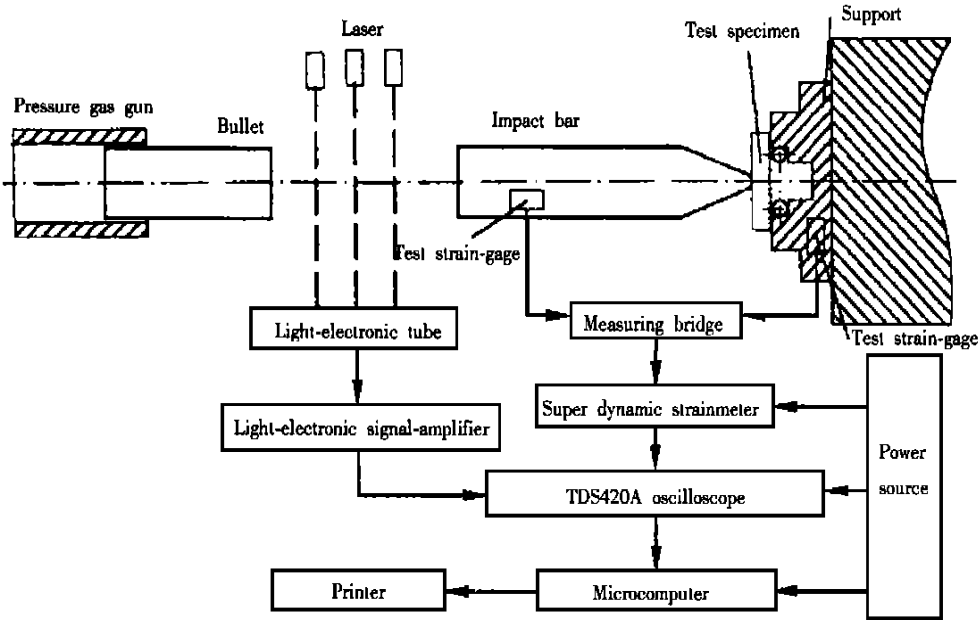 Support
Laser
Test specimen
Pressure gas gun
Bullet
Impact bar
Test strain-gage
Light-electronic tube
Measuring bridge
Test strain-gage
Light-electronic signal-amplifier
Super dynamic strainmeter
Power
source
TDS420A oscilloscope
Printer
Microcomputer